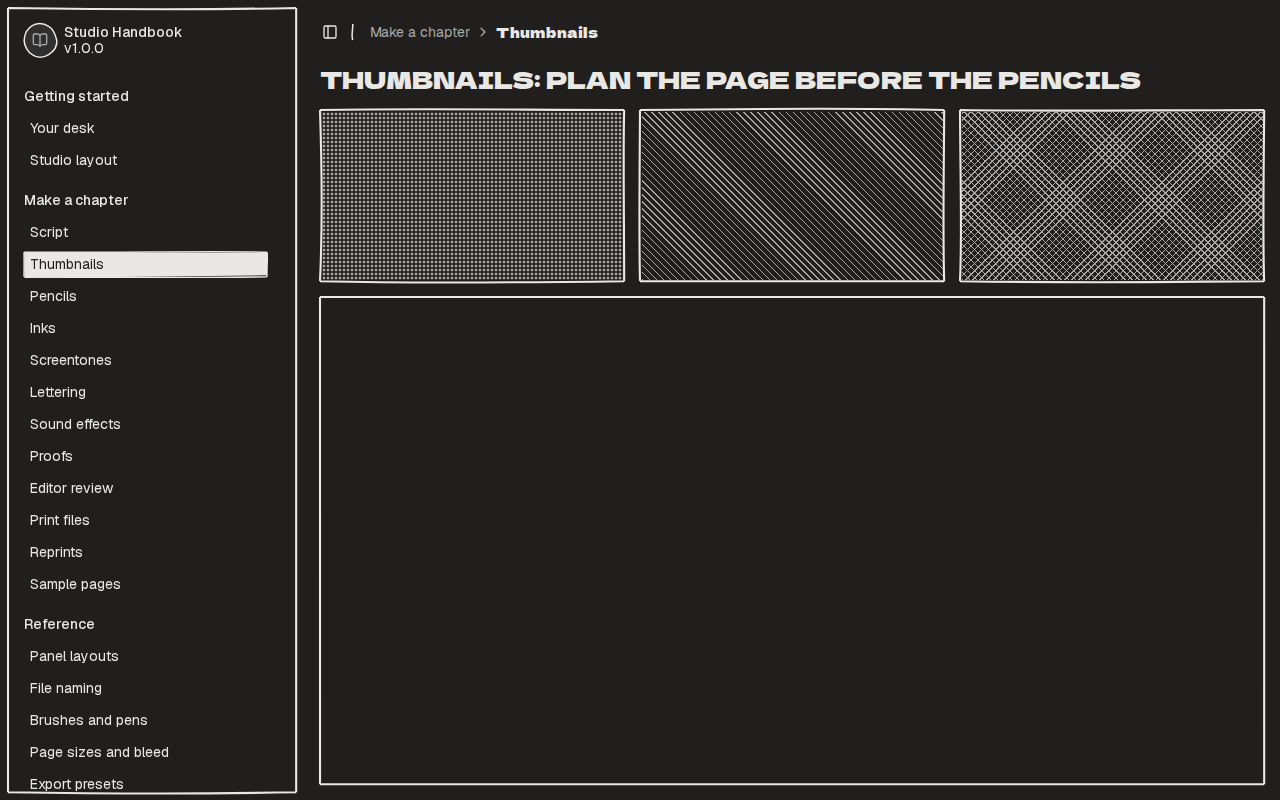 Studio Handbook
v1.0.0
Getting started
Your desk
Studio layout
Make a chapter
Script
Thumbnails
Pencils
Inks
Screentones
Lettering
Sound effects
Proofs
Editor review
Print files
Reprints
Sample pages
Reference
Panel layouts
File naming
Brushes and pens
Page sizes and bleed
Export presets
Make a chapter > Thumbnails
THUMBNAILS: PLAN THE PAGE BEFORE THE PENCILS